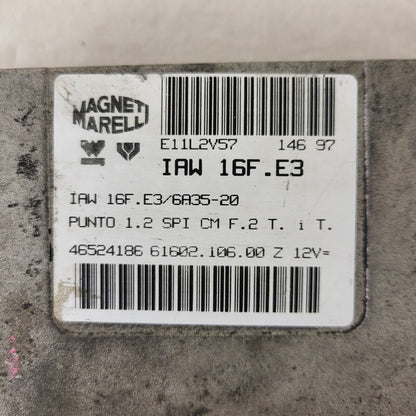 MAGNETI
MARELLI
E11L2V57 146 97
IAW 16F.E3
IAW 16F.E3/6A35-20
PUNTO 1.2 SPI CM F.2 T. i T.
46524186 61602.106.00 Z 12V=